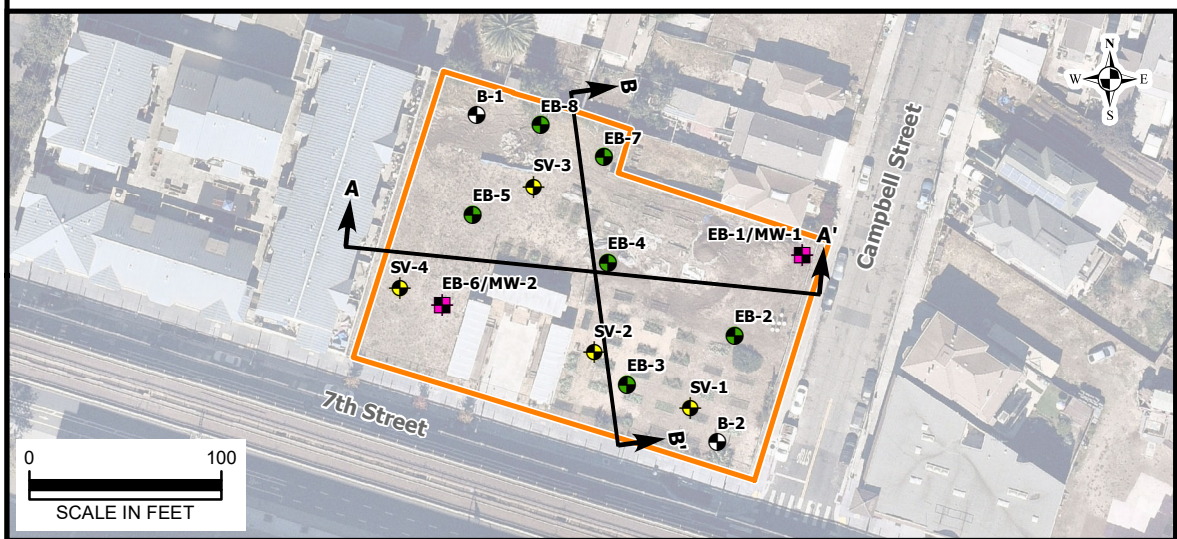 N
W E
S
B
B-1
EB-8
EB-7
SV-3
A
EB-5
EB-1/MW-1
A'
Campbell Street
EB-4
SV-4
EB-6/MW-2
EB-2
SV-2
EB-3
SV-1
7th Street
B-2
B'
STOP
0 100
SCALE IN FEET